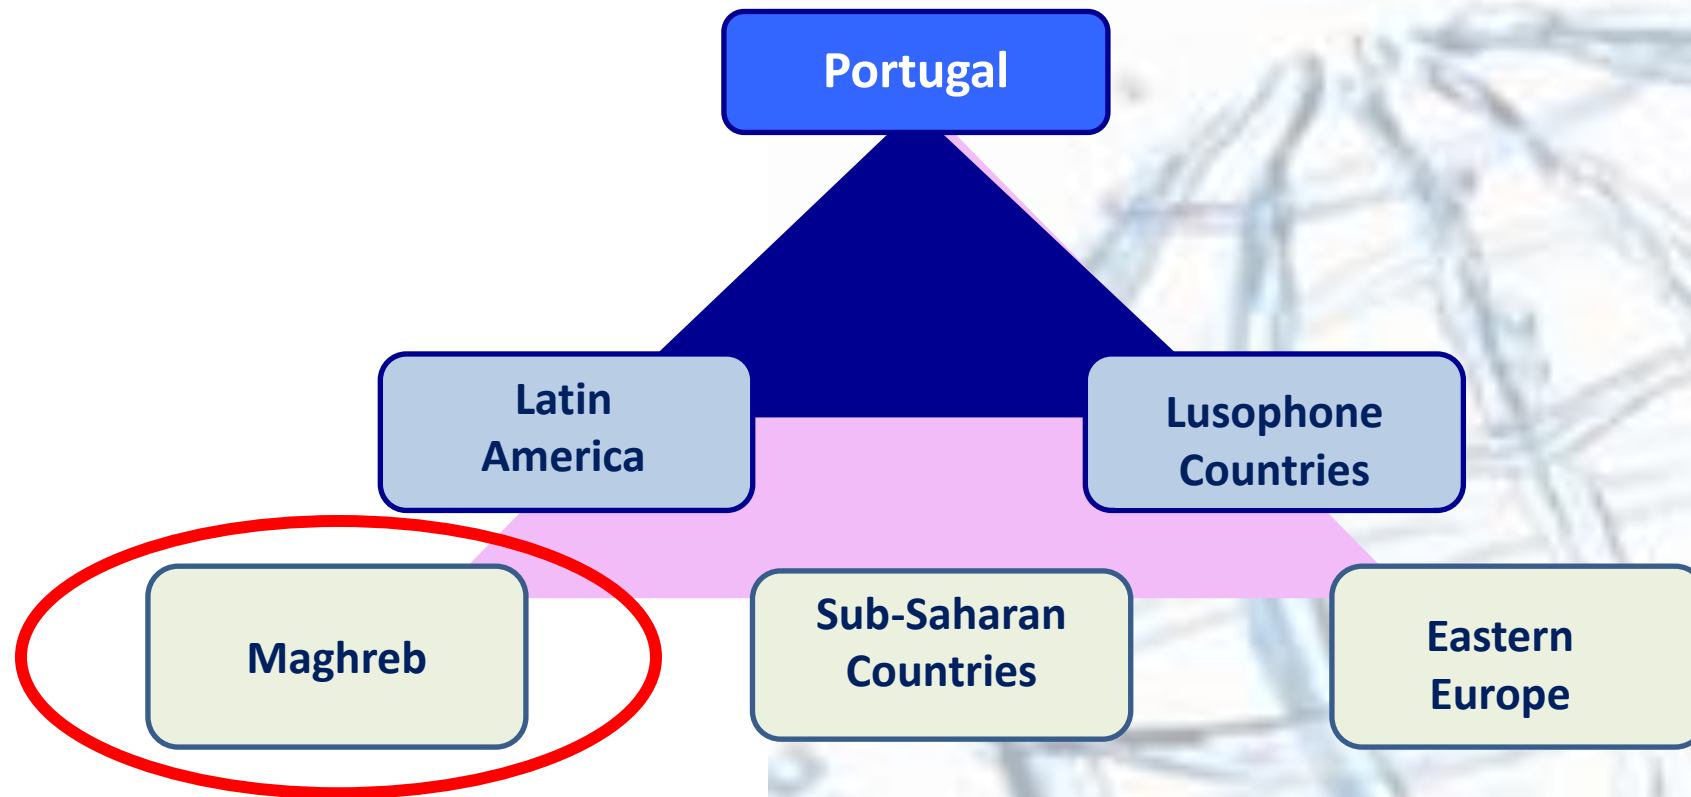 Portugal
Latin
America
Lusophone
Countries
Maghreb
Sub-Saharan
Countries
Eastern
Europe